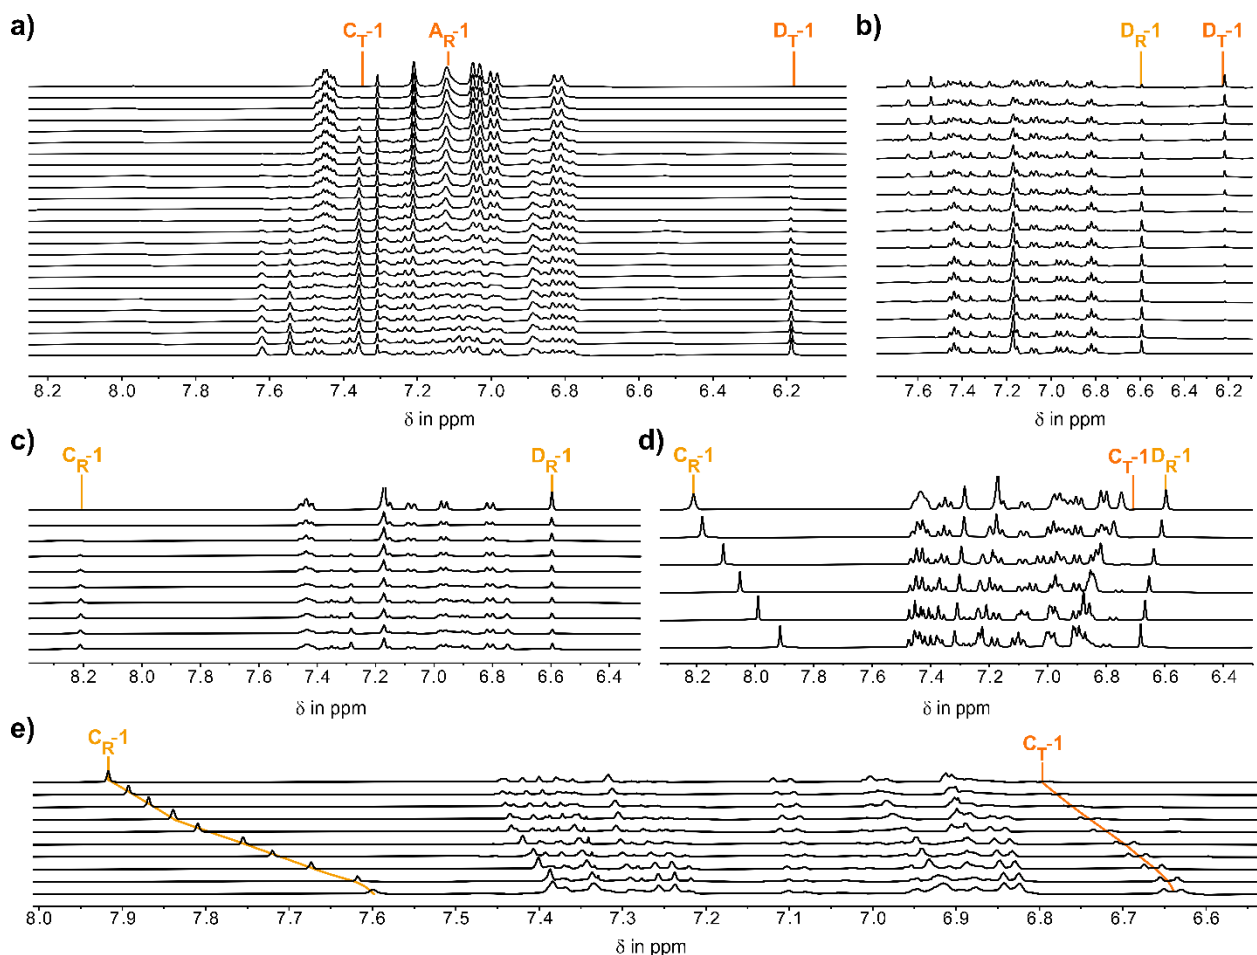 a)
C_T-1 A_R-1 D_T-1
8.2 8.0 7.8 7.6 7.4 7.2 7.0 6.8 6.6 6.4 6.2
δ in ppm
b)
D_R-1 D_T-1
7.6 7.4 7.2 7.0 6.8 6.6 6.4 6.2
δ in ppm
c)
C_R-1 D_R-1
8.2 8.0 7.8 7.6 7.4 7.2 7.0 6.8 6.6 6.4
δ in ppm
d)
C_R-1 C_T-1 D_R-1
8.2 8.0 7.8 7.6 7.4 7.2 7.0 6.8 6.6 6.4
δ in ppm
e)
C_R-1 C_T-1
8.0 7.9 7.8 7.7 7.6 7.5 7.4 7.3 7.2 7.1 7.0 6.9 6.8 6.7 6.6
δ in ppm